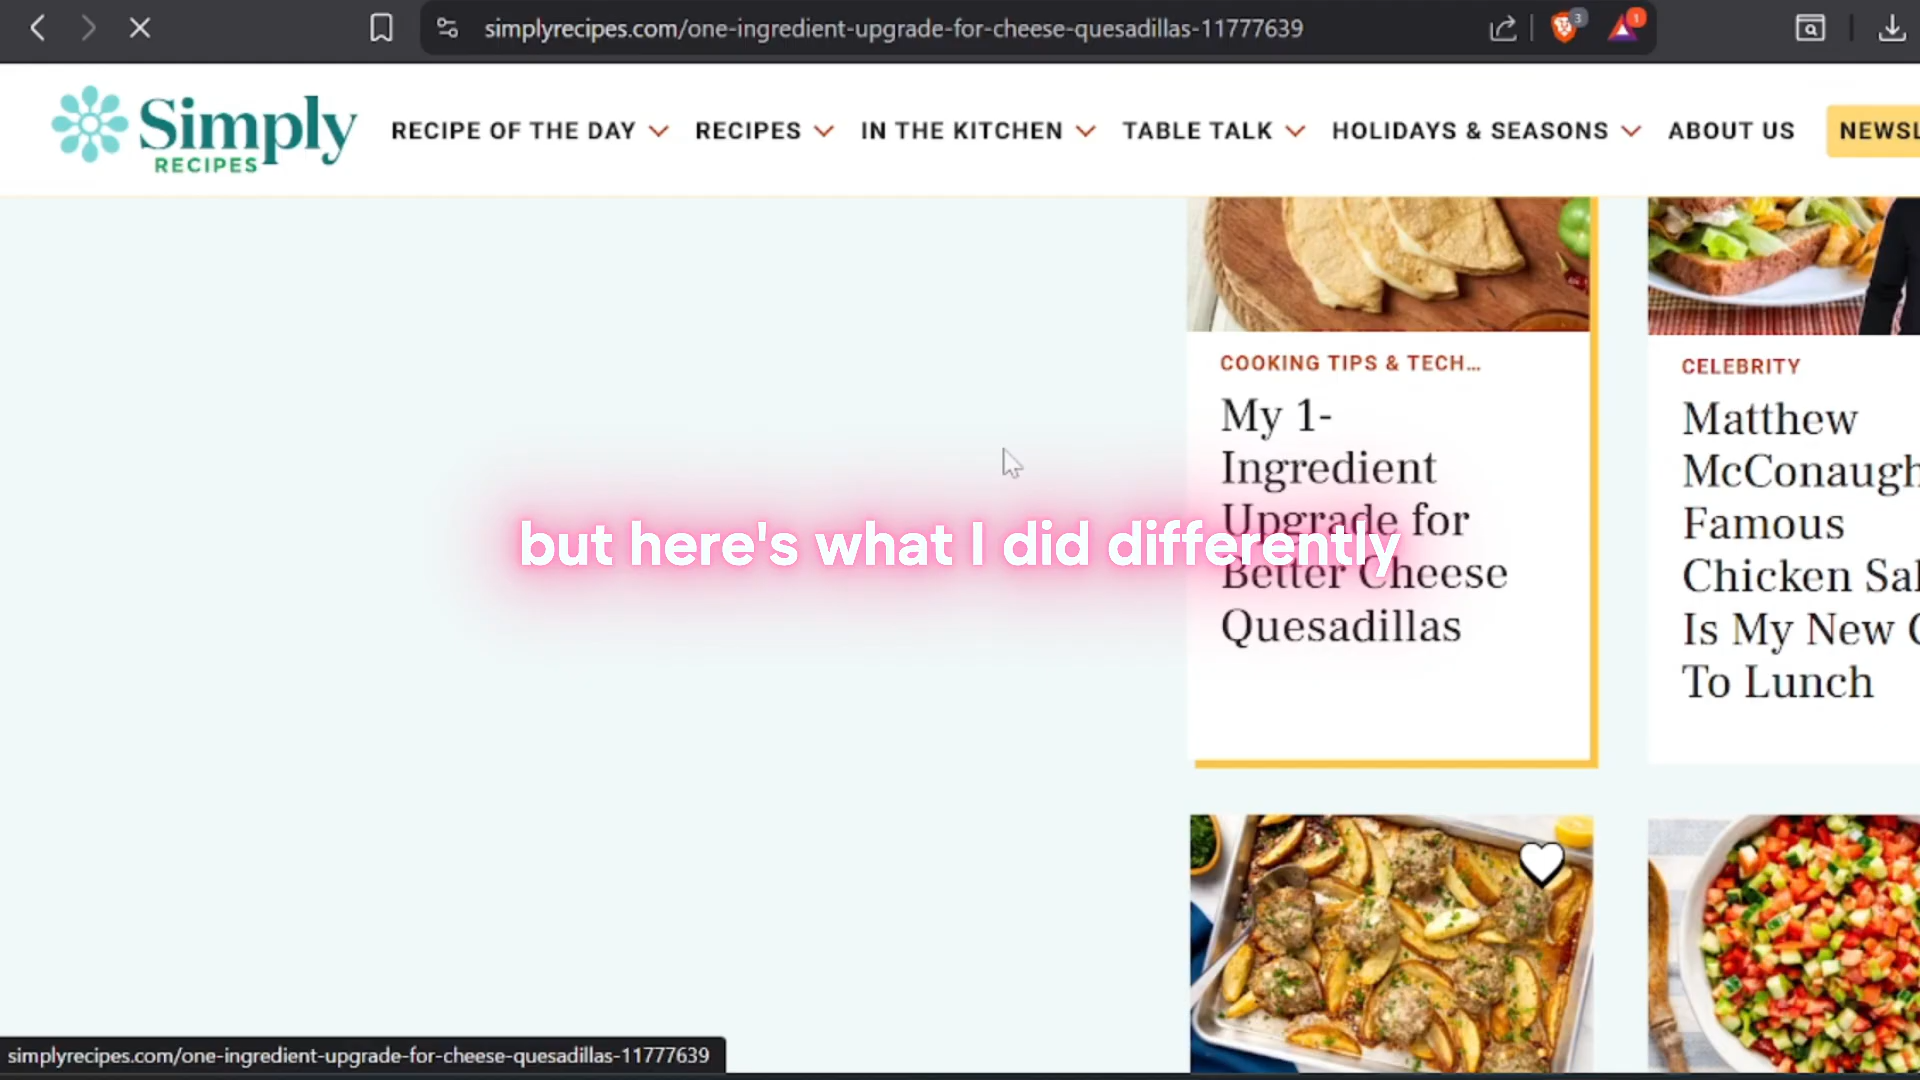 simplyrecipes.com/one-ingredient-upgrade-for-cheese-quesadillas-11777639
3
1
Simply
RECIPES
RECIPE OF THE DAY
RECIPES
IN THE KITCHEN
TABLE TALK
HOLIDAYS & SEASONS
ABOUT US
NEWSL
COOKING TIPS & TECH...
My 1-
Ingredient
Upgrade for
Better Cheese
Quesadillas
CELEBRITY
Matthew
McConaugh
Famous
Chicken Sal
Is My New
To Lunch
but here's what I did differently
simplyrecipes.com/one-ingredient-upgrade-for-cheese-quesadillas-11777639